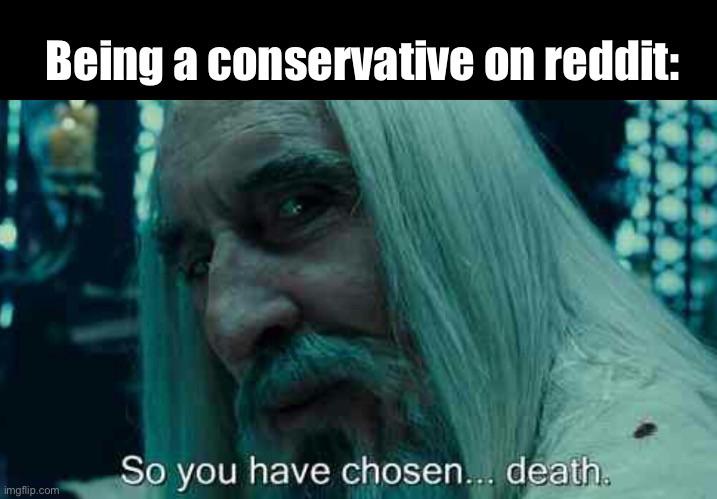 Being a conservative on reddit:
So you have chosen... death.
imgflip.com